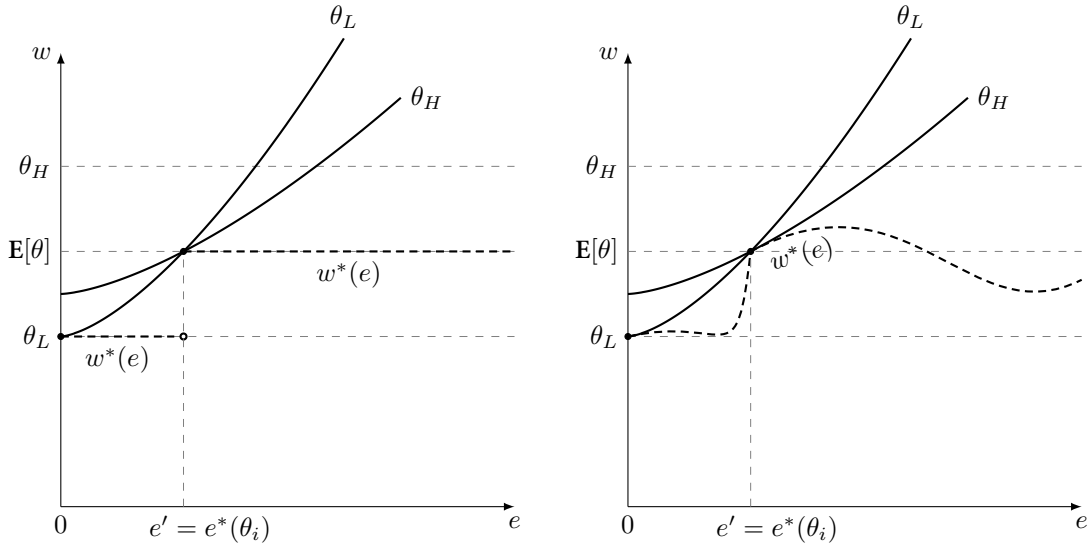 θ_L
w
θ_H
θ_H
𝐄[θ]
w*(e)
θ_L
w*(e)
0
e′ = e*(θ_i)
e
θ_L
w
θ_H
θ_H
𝐄[θ]
w*(e)
θ_L
0
e′ = e*(θ_i)
e